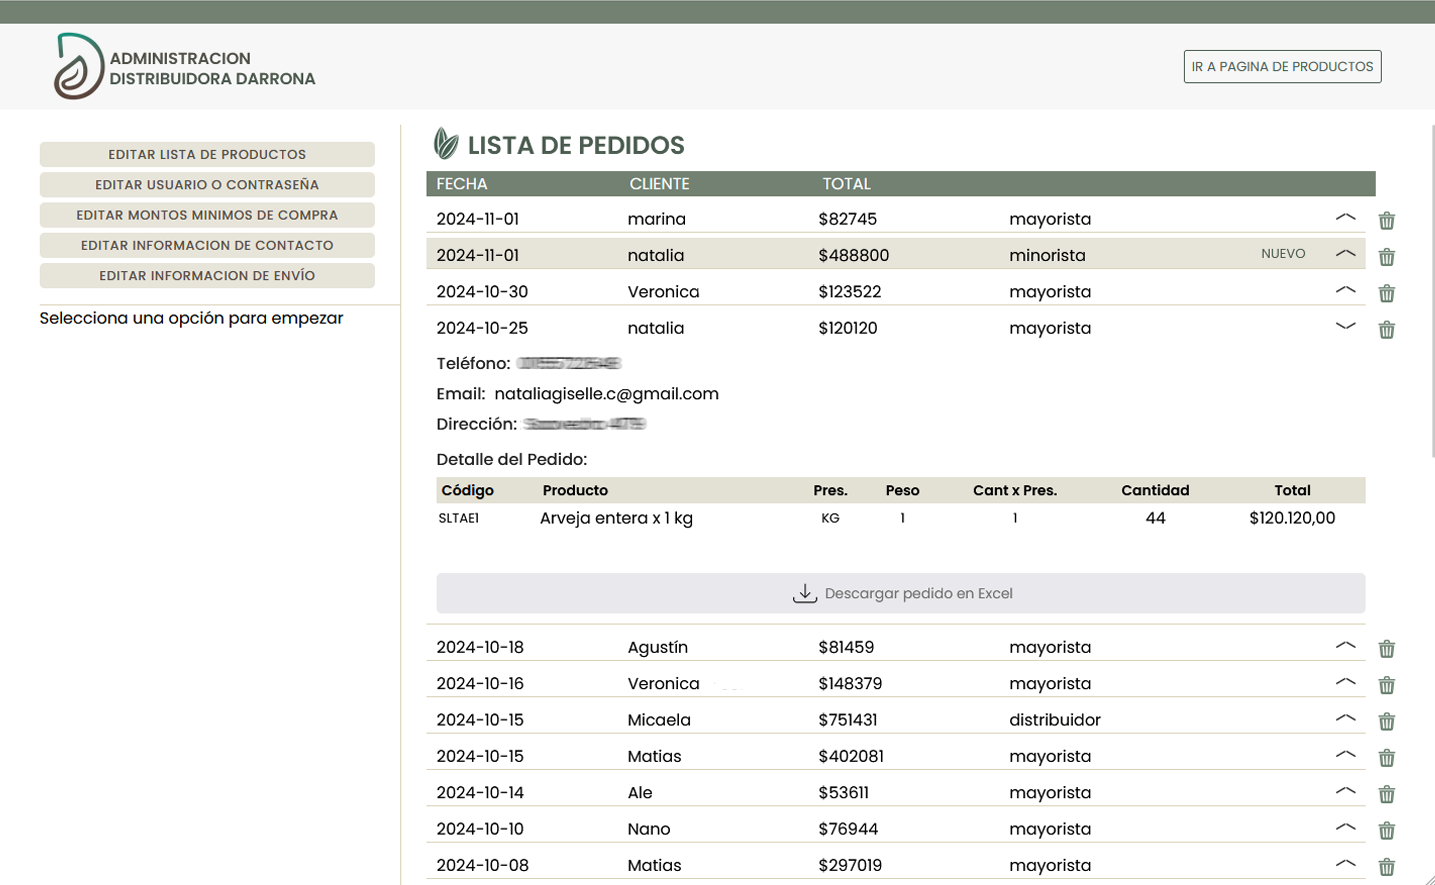 ADMINISTRACION
DISTRIBUIDORA DARRONA
IR A PAGINA DE PRODUCTOS
EDITAR LISTA DE PRODUCTOS
EDITAR USUARIO O CONTRASEÑA
EDITAR MONTOS MINIMOS DE COMPRA
EDITAR INFORMACION DE CONTACTO
EDITAR INFORMACION DE ENVÍO
Selecciona una opción para empezar
LISTA DE PEDIDOS
FECHA CLIENTE TOTAL
2024-11-01 marina $82745 mayorista
2024-11-01 natalia $488800 minorista NUEVO
2024-10-30 Veronica $123522 mayorista
2024-10-25 natalia $120120 mayorista
Teléfono:
Email: nataliagiselle.c@gmail.com
Dirección:
Detalle del Pedido:
Código Producto Pres. Peso Cant x Pres. Cantidad Total
SLTAE1 Arveja entera x 1 kg KG 1 1 44 $120.120,00
Descargar pedido en Excel
2024-10-18 Agustín $81459 mayorista
2024-10-16 Veronica $148379 mayorista
2024-10-15 Micaela $751431 distribuidor
2024-10-15 Matias $402081 mayorista
2024-10-14 Ale $53611 mayorista
2024-10-10 Nano $76944 mayorista
2024-10-08 Matias $297019 mayorista